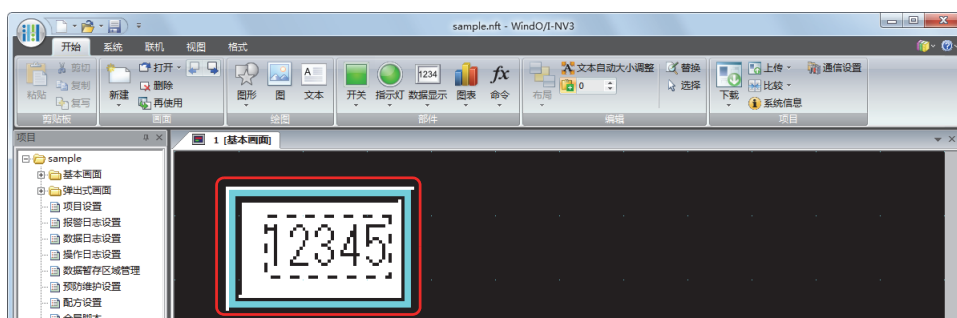 sample.nft - WindO/I-NV3
开始 系统 联机 视图 格式
粘贴 剪切 复制 复写
新建 打开 删除 再使用
图形 图 文本
开关 指示灯 数据显示 图表 命令
1234 fx
布局 文本自动大小调整 0 替换 选择
下载 上传 比较 系统信息 通信设置
剪贴板 画面 绘图 部件 编辑 项目
项目
1 [基本画面]
sample
基本画面
弹出式画面
项目设置
报警日志设置
数据日志设置
操作日志设置
数据暂存区域管理
预防维护设置
配方设置
全局脚本
12345